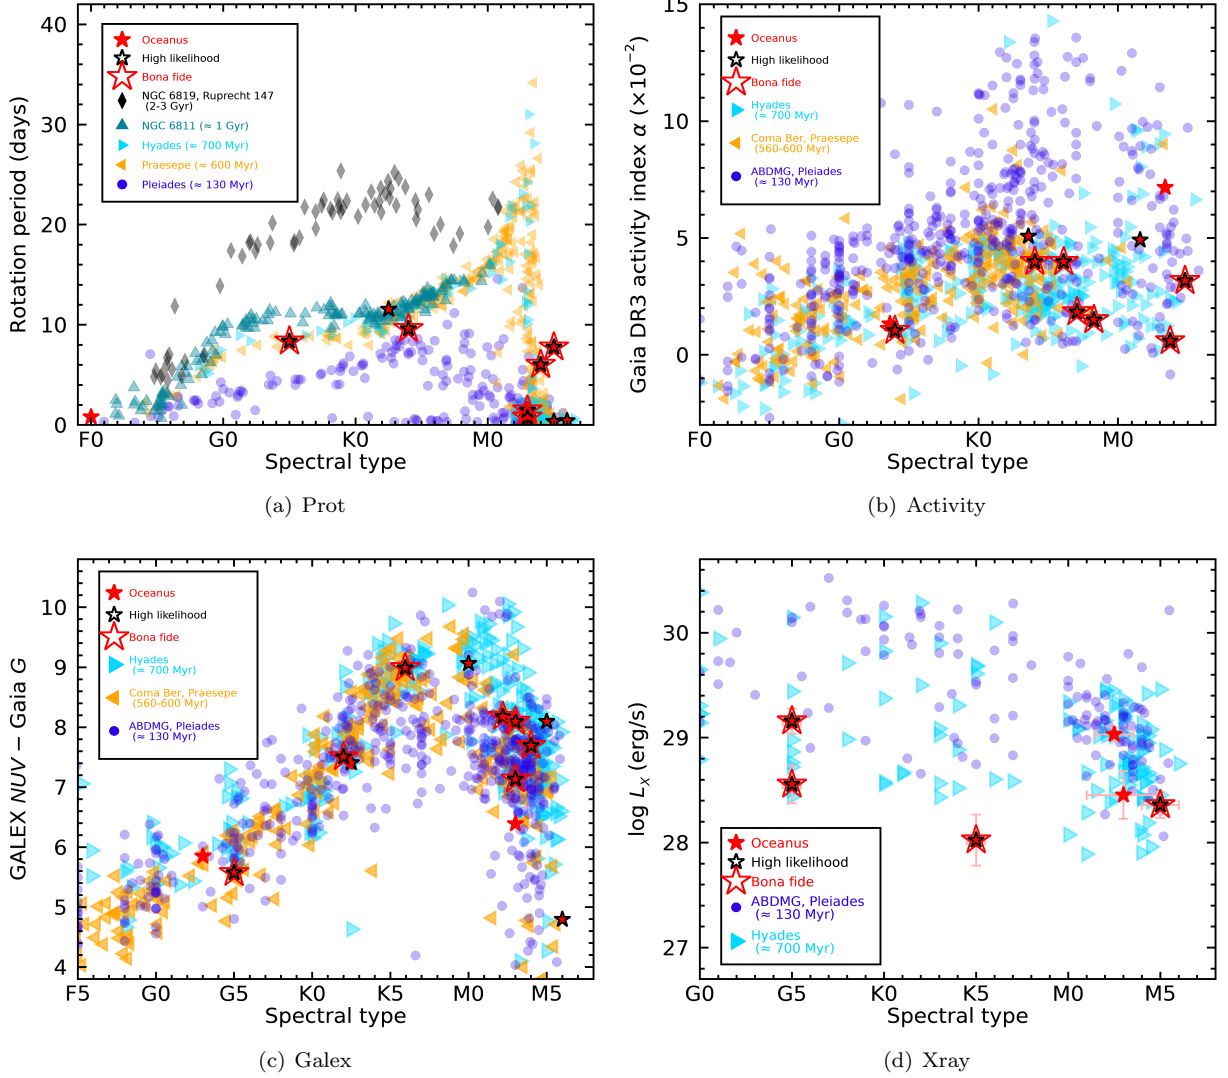 40
30
20
10
0
Rotation period (days)
Oceanus
High likelihood
Bona fide
NGC 6819, Ruprecht 147
(2-3 Gyr)
NGC 6811 (≈ 1 Gyr)
Hyades (≈ 700 Myr)
Praesepe (≈ 600 Myr)
Pleiades (≈ 130 Myr)
F0 G0 K0 M0
Spectral type
(a) Prot
15
10
5
0
Gaia DR3 activity index α (×10⁻²)
Oceanus
High likelihood
Bona fide
Hyades
(≈ 700 Myr)
Coma Ber, Praesepe
(560-600 Myr)
ABDMG, Pleiades
(≈ 130 Myr)
F0 G0 K0 M0
Spectral type
(b) Activity
10
9
8
7
6
5
4
GALEX NUV − Gaia G
Oceanus
High likelihood
Bona fide
Hyades
(≈ 700 Myr)
Coma Ber, Praesepe
(560-600 Myr)
ABDMG, Pleiades
(≈ 130 Myr)
F5 G0 G5 K0 K5 M0 M5
Spectral type
(c) Galex
30
29
28
27
log L_X (erg/s)
Oceanus
High likelihood
Bona fide
ABDMG, Pleiades
(≈ 130 Myr)
Hyades
(≈ 700 Myr)
G0 G5 K0 K5 M0 M5
Spectral type
(d) Xray